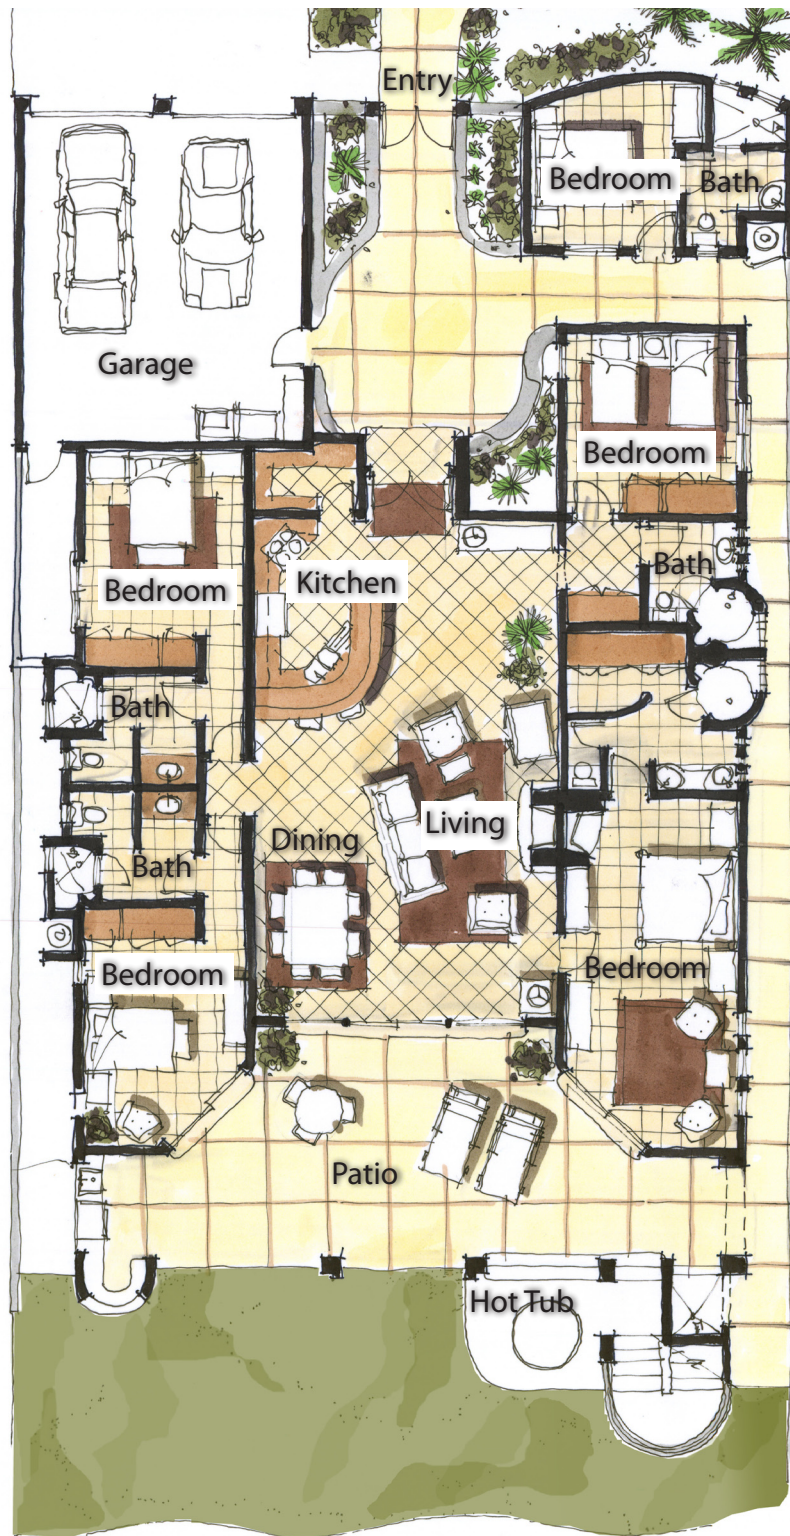 Entry
Bedroom
Bath
Garage
Bedroom
Bath
Bedroom
Kitchen
Bath
Living
Dining
Bath
Bedroom
Bedroom
Patio
Hot Tub